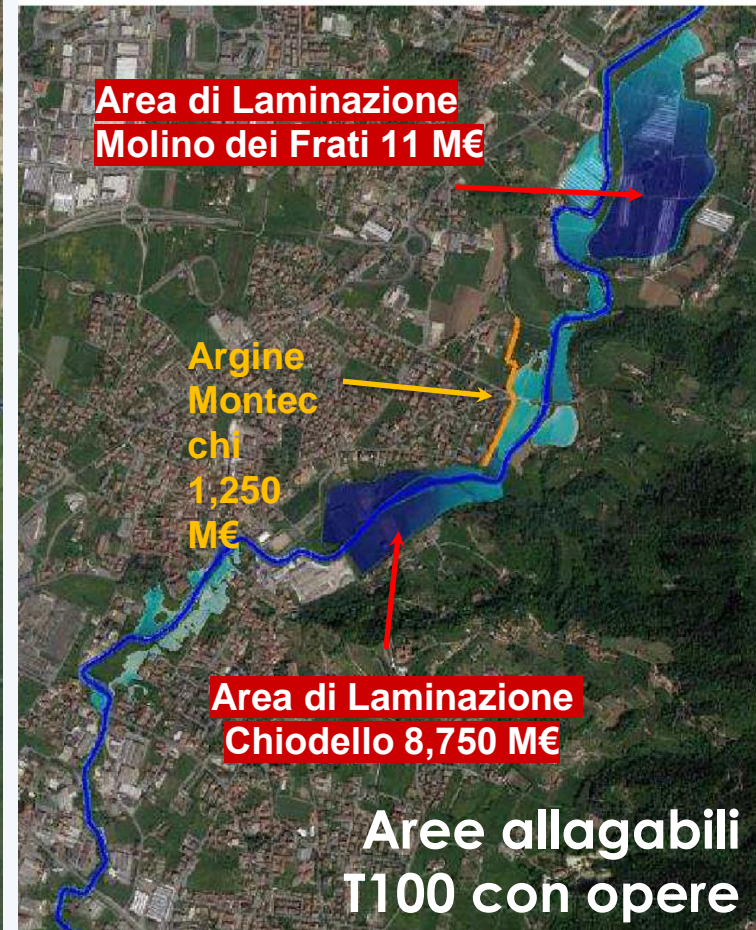 Area di Laminazione
Molino dei Frati 11 M€
Argine
Montec
chi
1,250
M€
Area di Laminazione
Chiodello 8,750 M€
Aree allagabili
T100 con opere